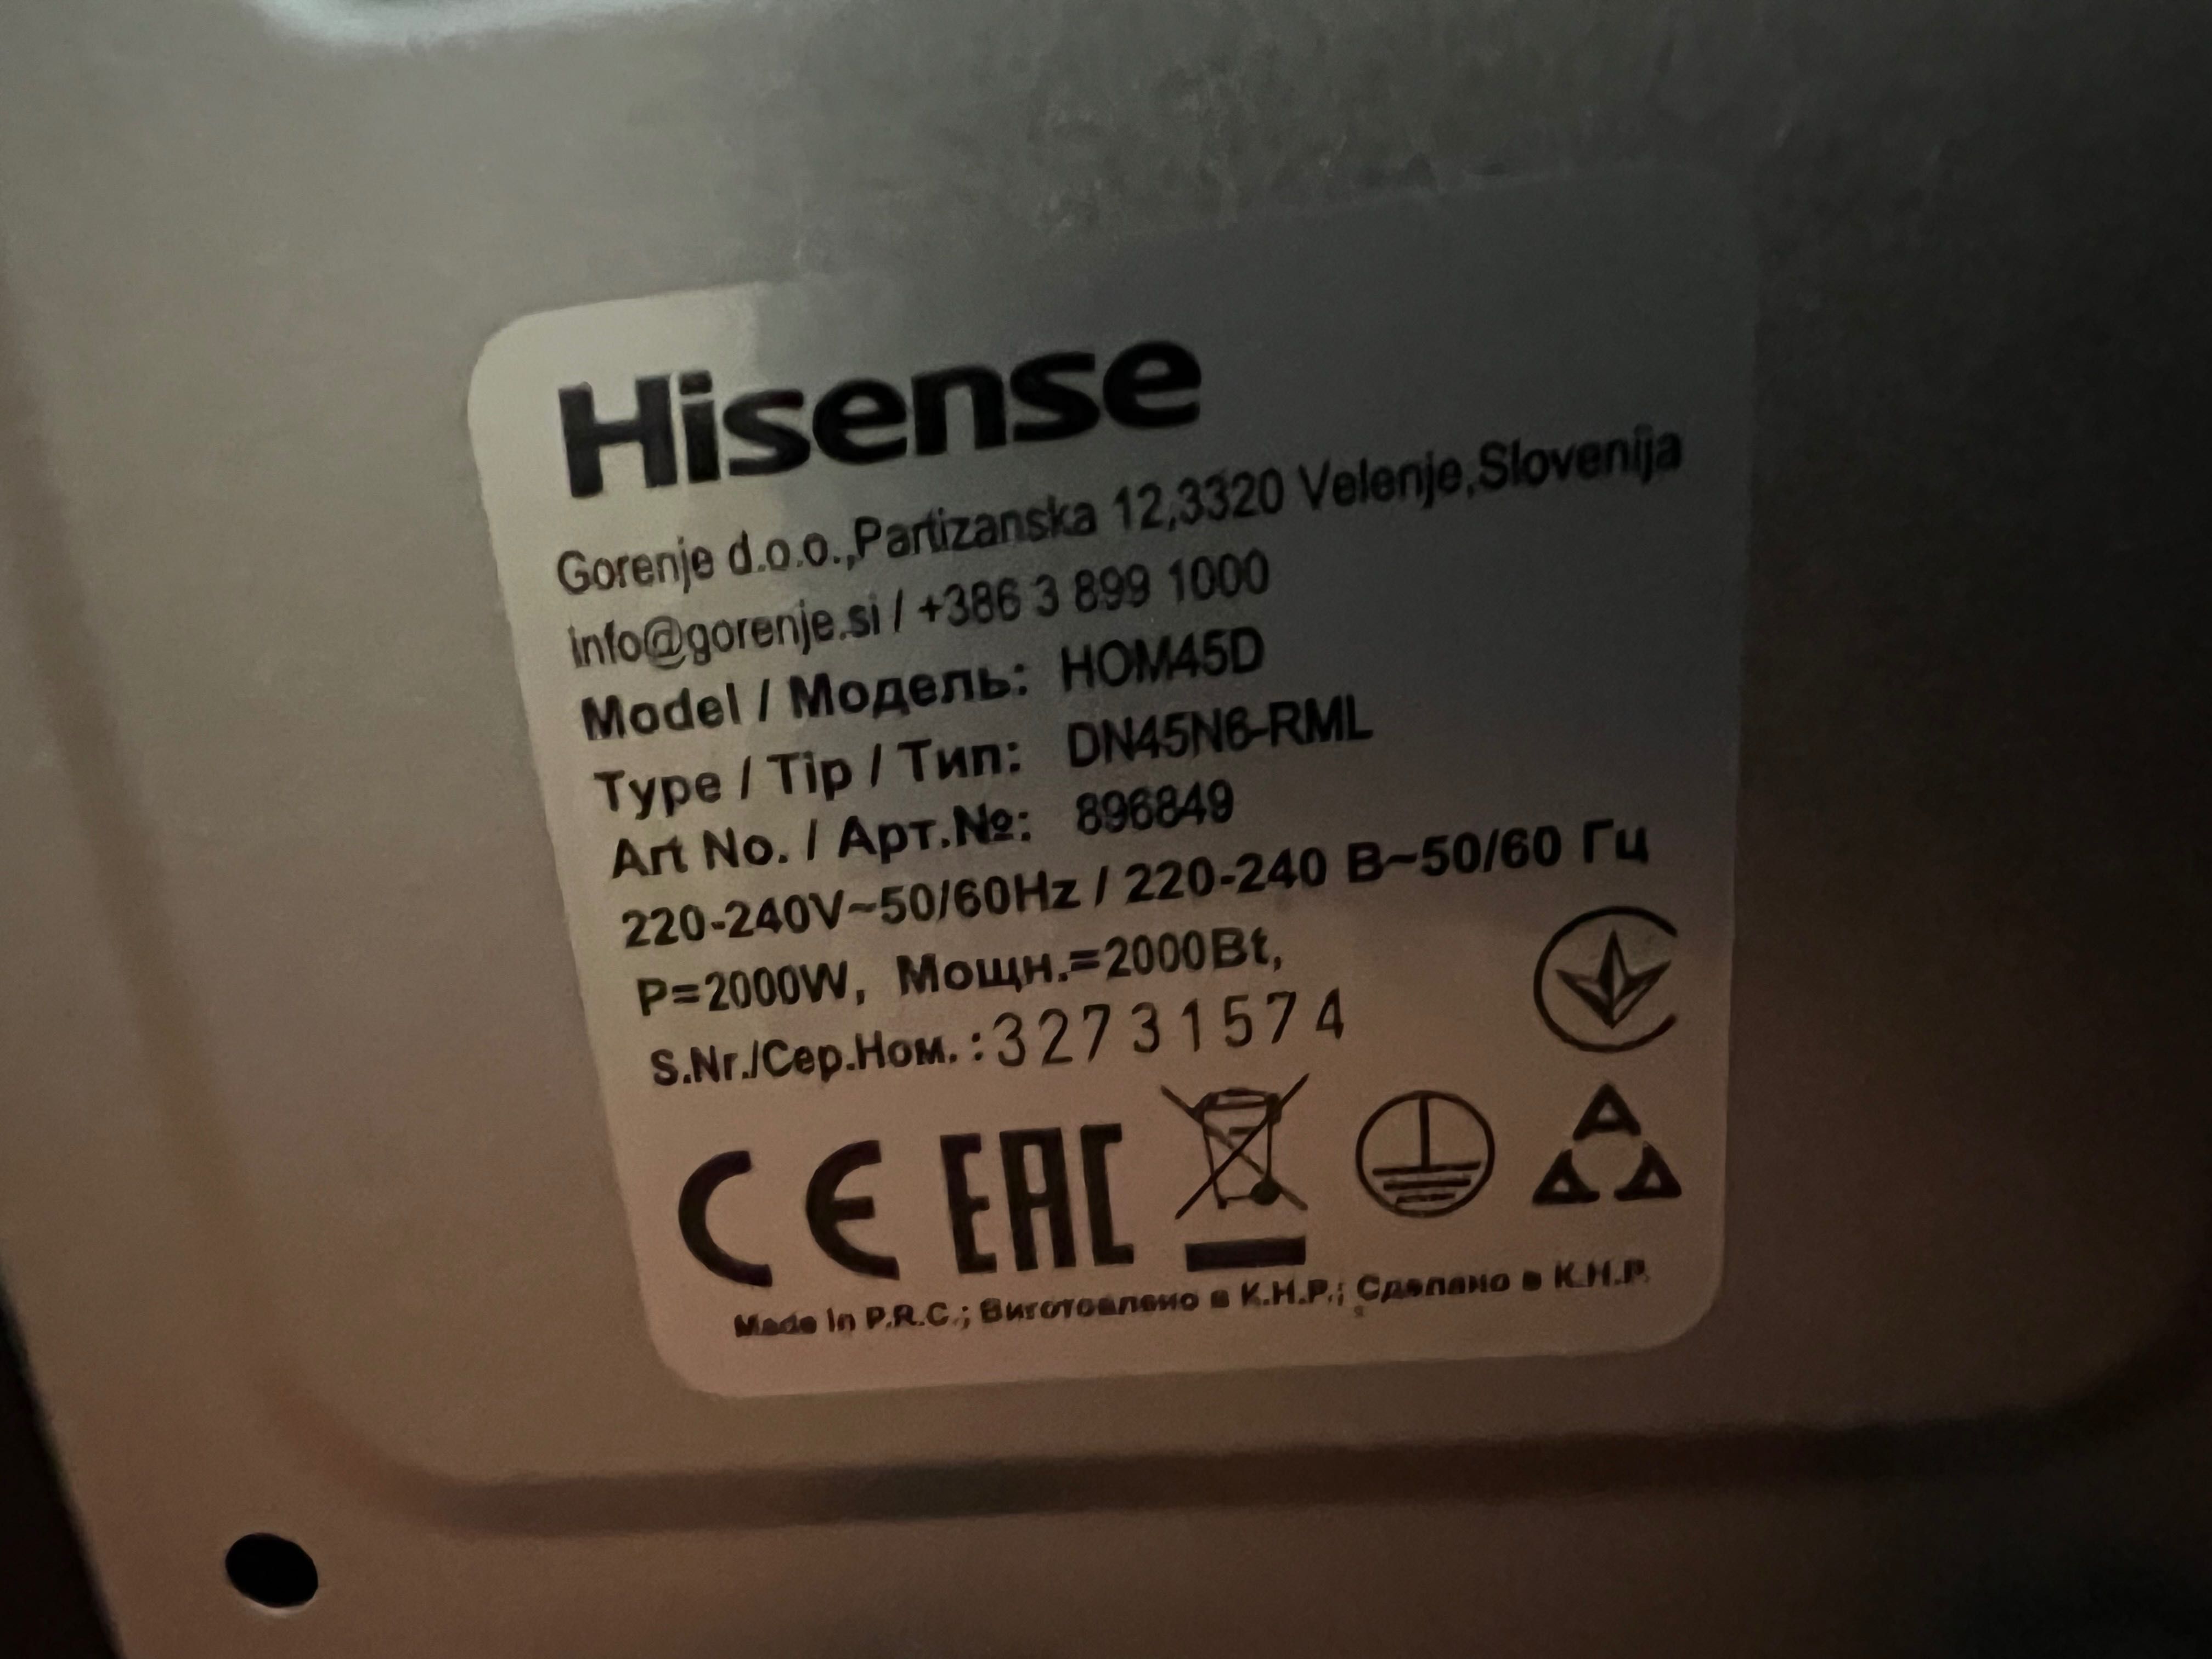 Hisense
Gorenje d.o.o.,Partizanska 12,3320 Velenje,Slovenija
info@gorenje.si / +386 3 899 1000
Model / Модель: HOM45D
Type / Tip / Тип: DN45N6-RML
Art No. / Арт.№: 896849
220-240V~50/60Hz / 220-240 В~50/60 Гц
P=2000W, Мощн.=2000Bt,
S.Nr./Сер.Ном. :32731574
CE EAC
Made In P.R.C.; Виготовлено в К.Н.Р.; Сделано в К.Н.Р.